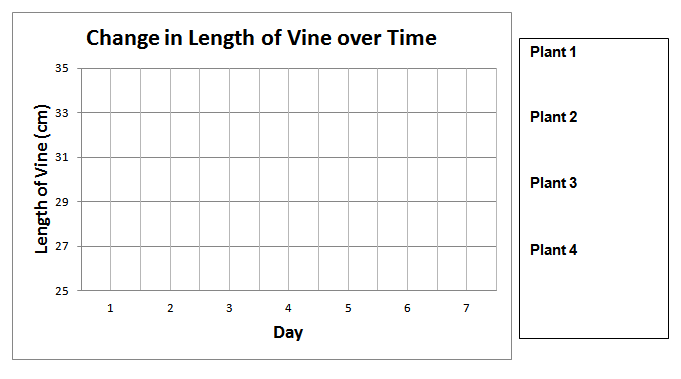 Change in Length of Vine over Time
Length of Vine (cm)
35
33
31
29
27
25
1 2 3 4 5 6 7
Day
Plant 1
Plant 2
Plant 3
Plant 4